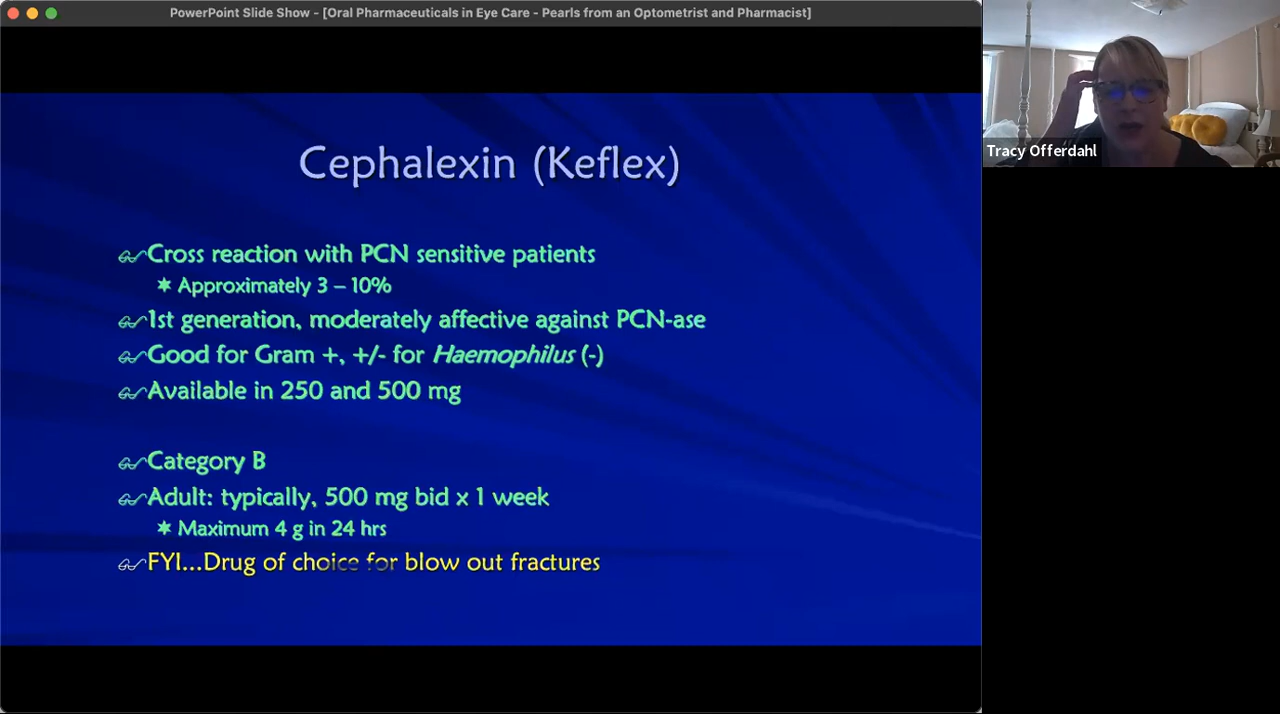 PowerPoint Slide Show - [Oral Pharmaceuticals in Eye Care - Pearls from an Optometrist and Pharmacist]
Tracy Offerdahl
Cephalexin (Keflex)
Cross reaction with PCN sensitive patients
Approximately 3 – 10%
1st generation, moderately affective against PCN-ase
Good for Gram +, +/- for Haemophilus (-)
Available in 250 and 500 mg
Category B
Adult: typically, 500 mg bid x 1 week
Maximum 4 g in 24 hrs
FYI...Drug of choice for blow out fractures